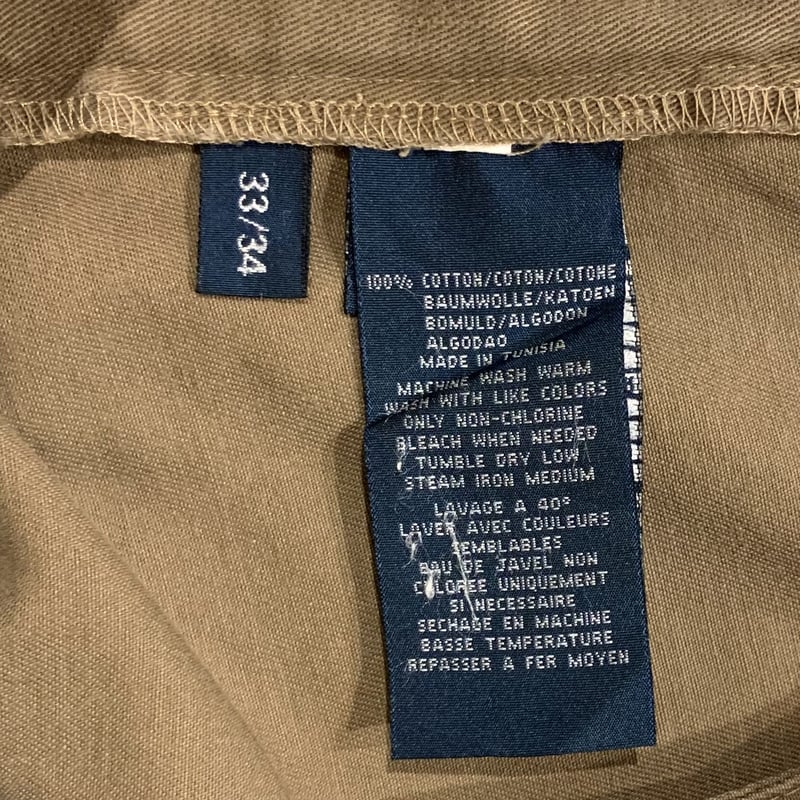 33/34
100% COTTON/COTON/COTONE
BAUMWOLLE/KATOEN
BOMULD/ALGODON
ALGODAO
MADE IN TUNISIA
MACHINE WASH WARM
WASH WITH LIKE COLORS
ONLY NON-CHLORINE
BLEACH WHEN NEEDED
TUMBLE DRY LOW
STEAM IRON MEDIUM
LAVAGE A 40°
LAVER AVEC COULEURS
SEMBLABLES
EAU DE JAVEL NON
COLOREE UNIQUEMENT
SI NECESSAIRE
SECHAGE EN MACHINE
BASSE TEMPERATURE
REPASSER A FER MOYEN